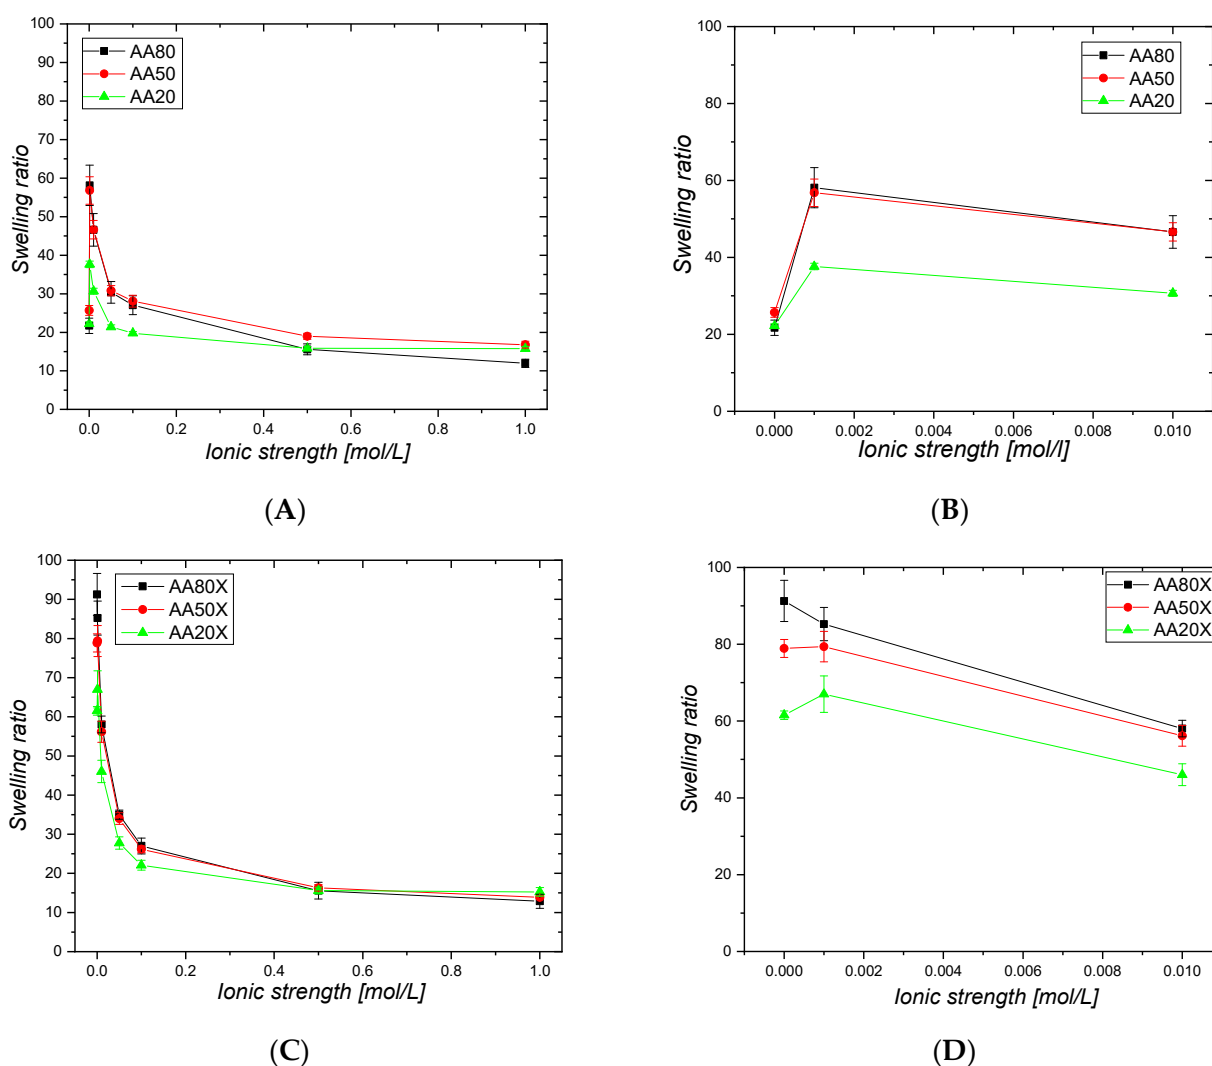 100
90
80
70
60
50
40
30
20
10
0
Swelling ratio
AA80
AA50
AA20
0.0 0.2 0.4 0.6 0.8 1.0
Ionic strength [mol/L]
(A)
100
80
60
40
20
0
Swelling ratio
AA80
AA50
AA20
0.000 0.002 0.004 0.006 0.008 0.010
Ionic strength [mol/l]
(B)
100
90
80
70
60
50
40
30
20
10
0
Swelling ratio
AA80X
AA50X
AA20X
0.0 0.2 0.4 0.6 0.8 1.0
Ionic strength [mol/L]
(C)
100
80
60
40
20
0
Swelling ratio
AA80X
AA50X
AA20X
0.000 0.002 0.004 0.006 0.008 0.010
Ionic strength [mol/L]
(D)